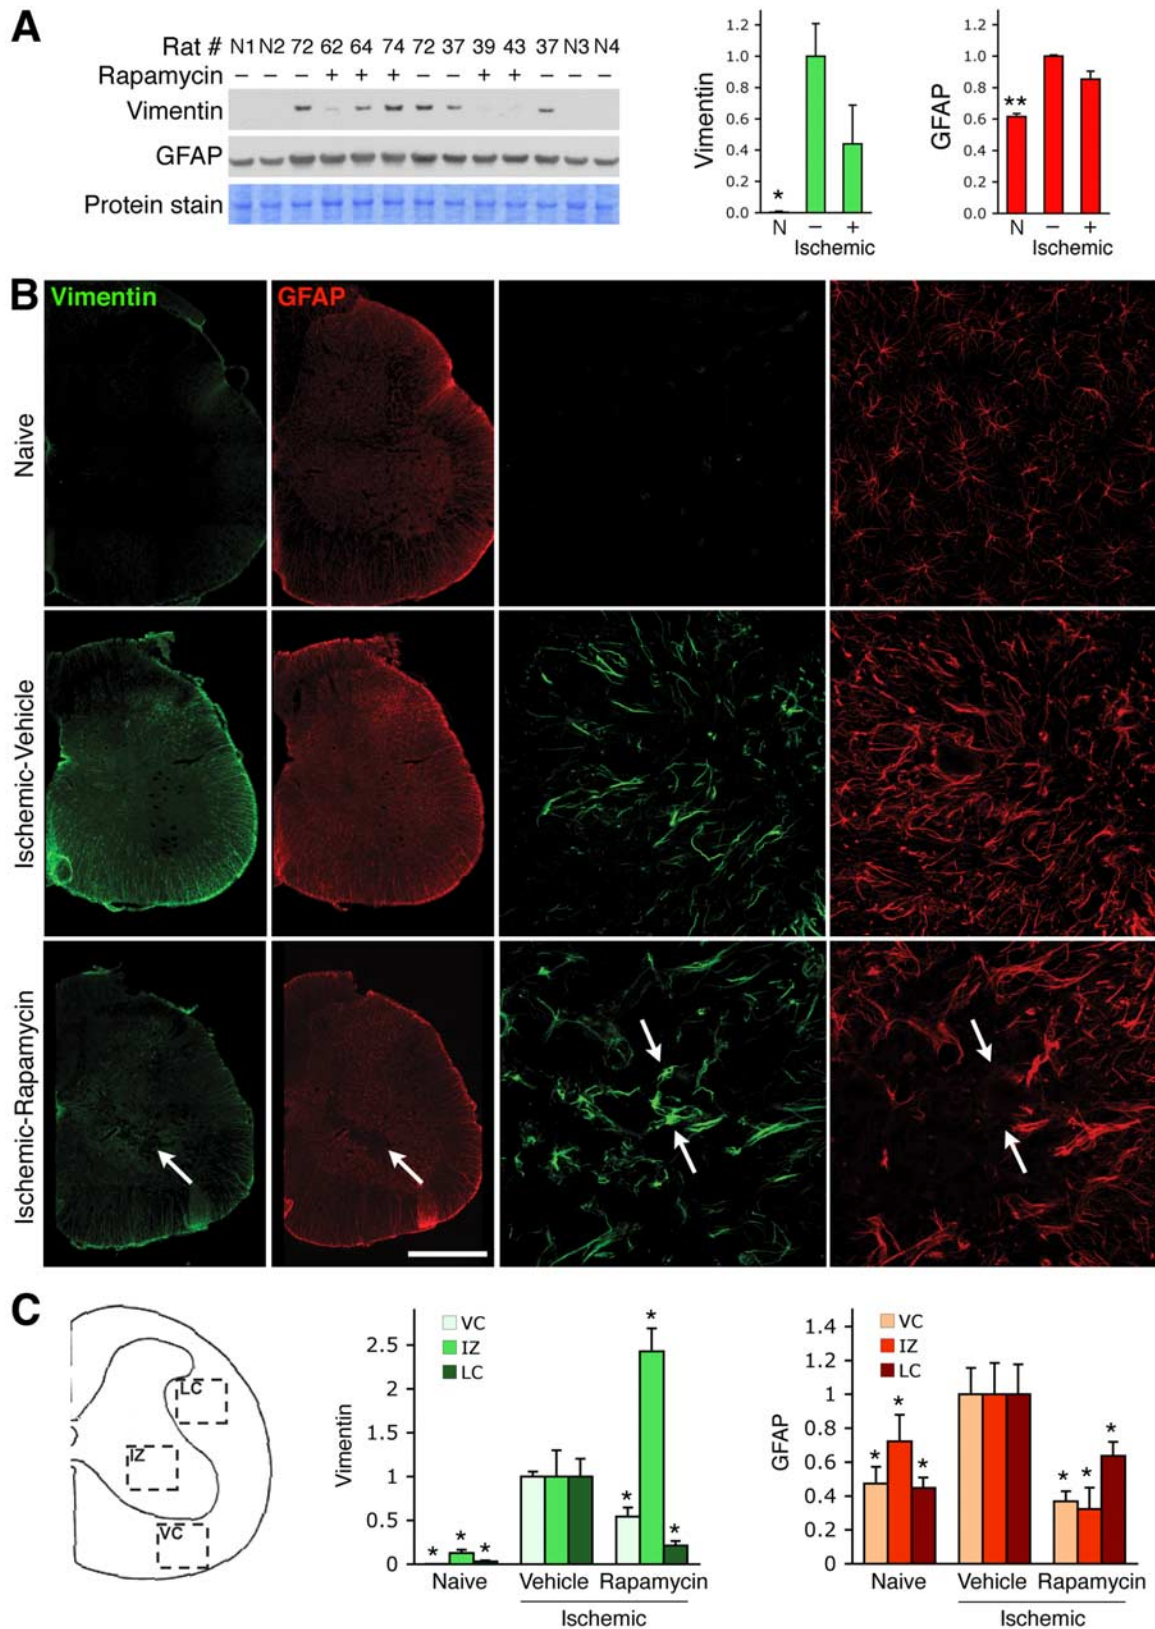 A
Rat # N1 N2 72 62 64 74 72 37 39 43 37 N3 N4
Rapamycin − + + + − − + + − − −
Vimentin
GFAP
Protein stain
Vimentin
1.2
1.0
0.8
0.6
0.4
0.2
0.0
*
N − +
Ischemic
GFAP
1.2
1.0
0.8
0.6
0.4
0.2
0.0
**
N − +
Ischemic
B
Vimentin GFAP
Naive
Ischemic-Vehicle
Ischemic-Rapamycin
C
LC
IZ
VC
Vimentin
2.5
2
1.5
1
0.5
0
VC
IZ
LC
* * * * * *
Naive Vehicle Rapamycin
Ischemic
GFAP
1.4
1.2
1
0.8
0.6
0.4
0.2
0
VC
IZ
LC
* * * * * *
Naive Vehicle Rapamycin
Ischemic